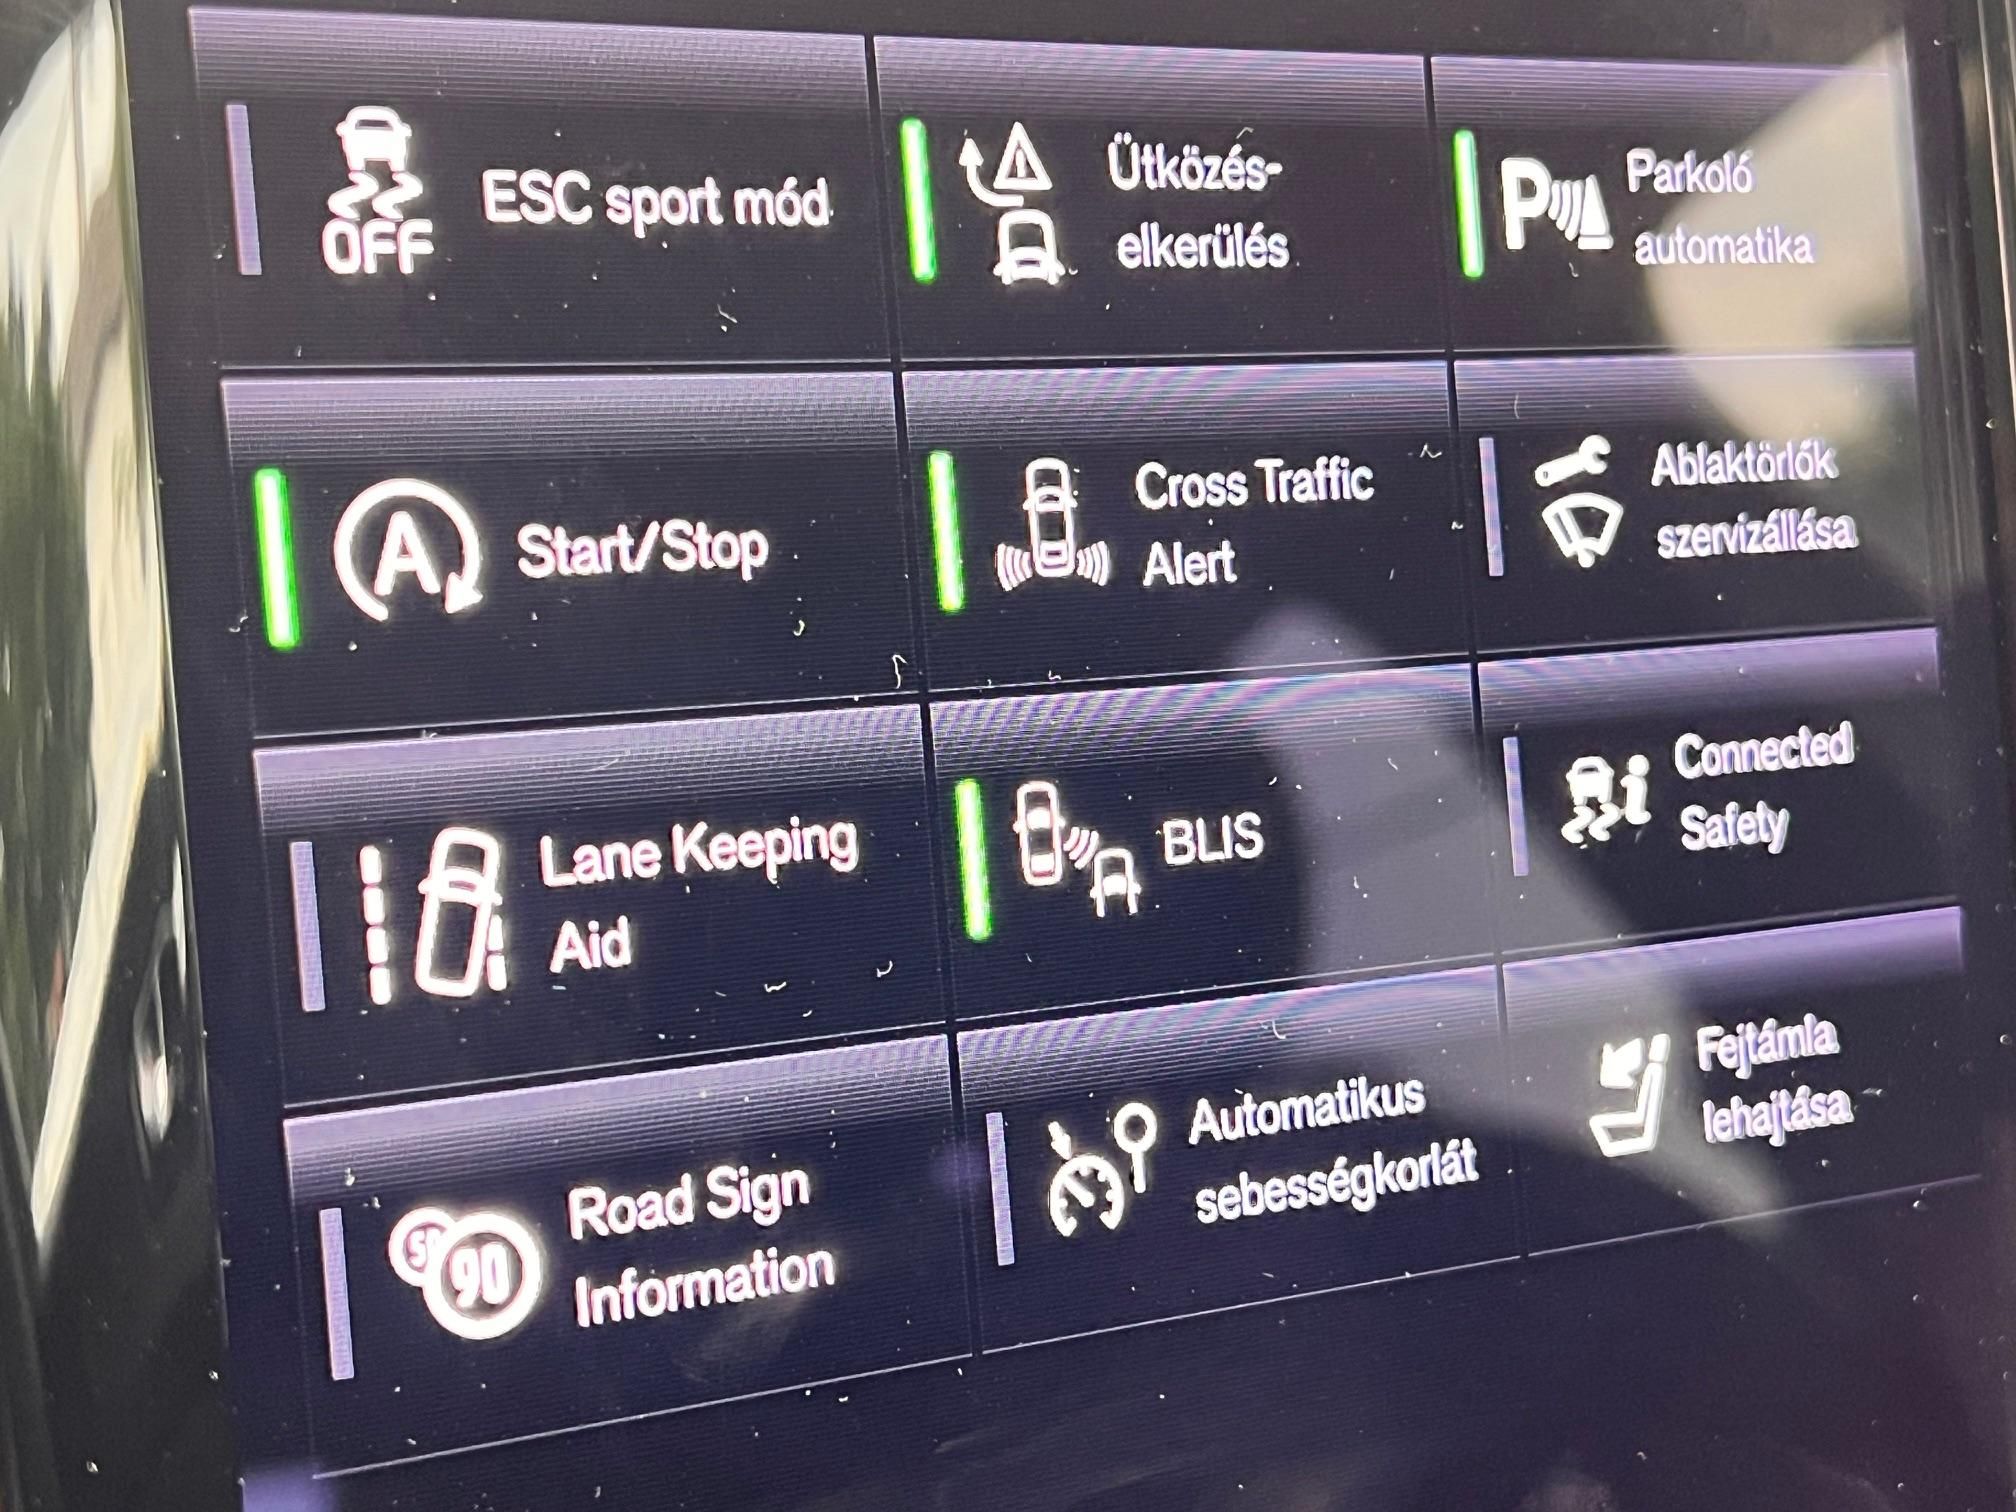 OFF
ESC sport mód
Ütközés-
elkerülés
P
Parkoló
automatika
A
Start/Stop
Cross Traffic
Alert
Ablaktörlők
szervizállása
Lane Keeping
Aid
BLIS
i
Connected
Safety
90
Road Sign
Information
Automatikus
sebességkorlát
Fejtámla
lehajtása